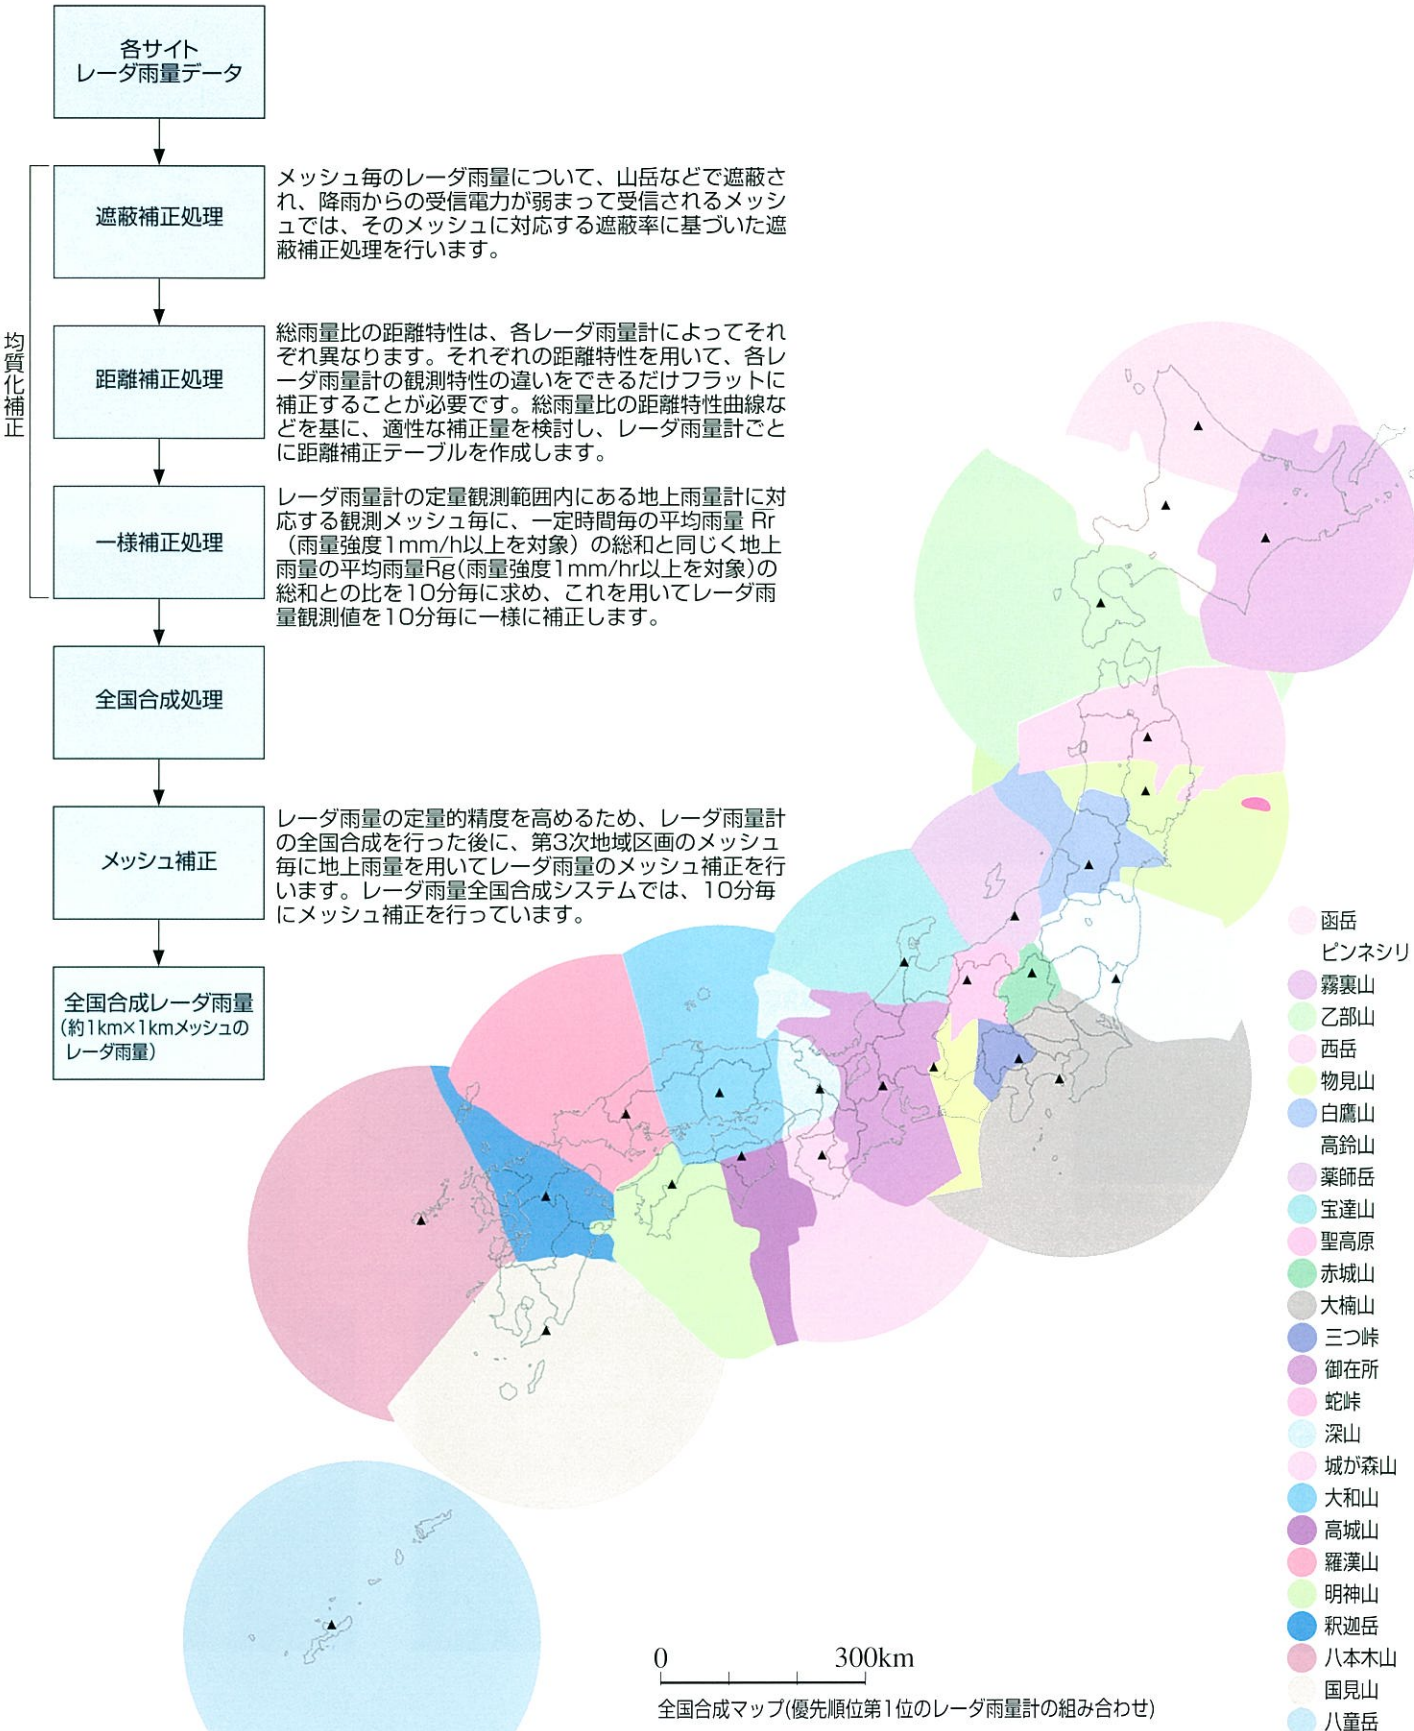 各サイト
レーダ雨量データ
均質化補正
遮蔽補正処理
メッシュ毎のレーダ雨量について、山岳などで遮蔽さ
れ、降雨からの受信電力が弱まって受信されるメッシ
ュでは、そのメッシュに対応する遮蔽率に基づいた遮
蔽補正処理を行います。
距離補正処理
総雨量比の距離特性は、各レーダ雨量計によってそれ
ぞれ異なります。それぞれの距離特性を用いて、各レ
ーダ雨量計の観測特性の違いをできるだけフラットに
補正することが必要です。総雨量比の距離特性曲線な
どを基に、適性な補正量を検討し、レーダ雨量計ごと
に距離補正テーブルを作成します。
一様補正処理
レーダ雨量計の定量観測範囲内にある地上雨量計に対
応する観測メッシュ毎に、一定時間毎の平均雨量 R̅r
（雨量強度1mm/h以上を対象）の総和と同じく地上
雨量の平均雨量R̅g(雨量強度1mm/hr以上を対象)の
総和との比を10分毎に求め、これを用いてレーダ雨
量観測値を10分毎に一様に補正します。
全国合成処理
メッシュ補正
レーダ雨量の定量的精度を高めるため、レーダ雨量計
の全国合成を行った後に、第3次地域区画のメッシュ
毎に地上雨量を用いてレーダ雨量のメッシュ補正を行
います。レーダ雨量全国合成システムでは、10分毎
にメッシュ補正を行っています。
全国合成レーダ雨量
(約1km×1kmメッシュの
レーダ雨量)
函岳
ピンネシリ
霧裏山
乙部山
西岳
物見山
白鷹山
高鈴山
薬師岳
宝達山
聖高原
赤城山
大楠山
三つ峠
御在所
蛇峠
深山
城が森山
大和山
高城山
羅漢山
明神山
釈迦岳
八本木山
国見山
八童岳
0 300km
全国合成マップ(優先順位第1位のレーダ雨量計の組み合わせ)